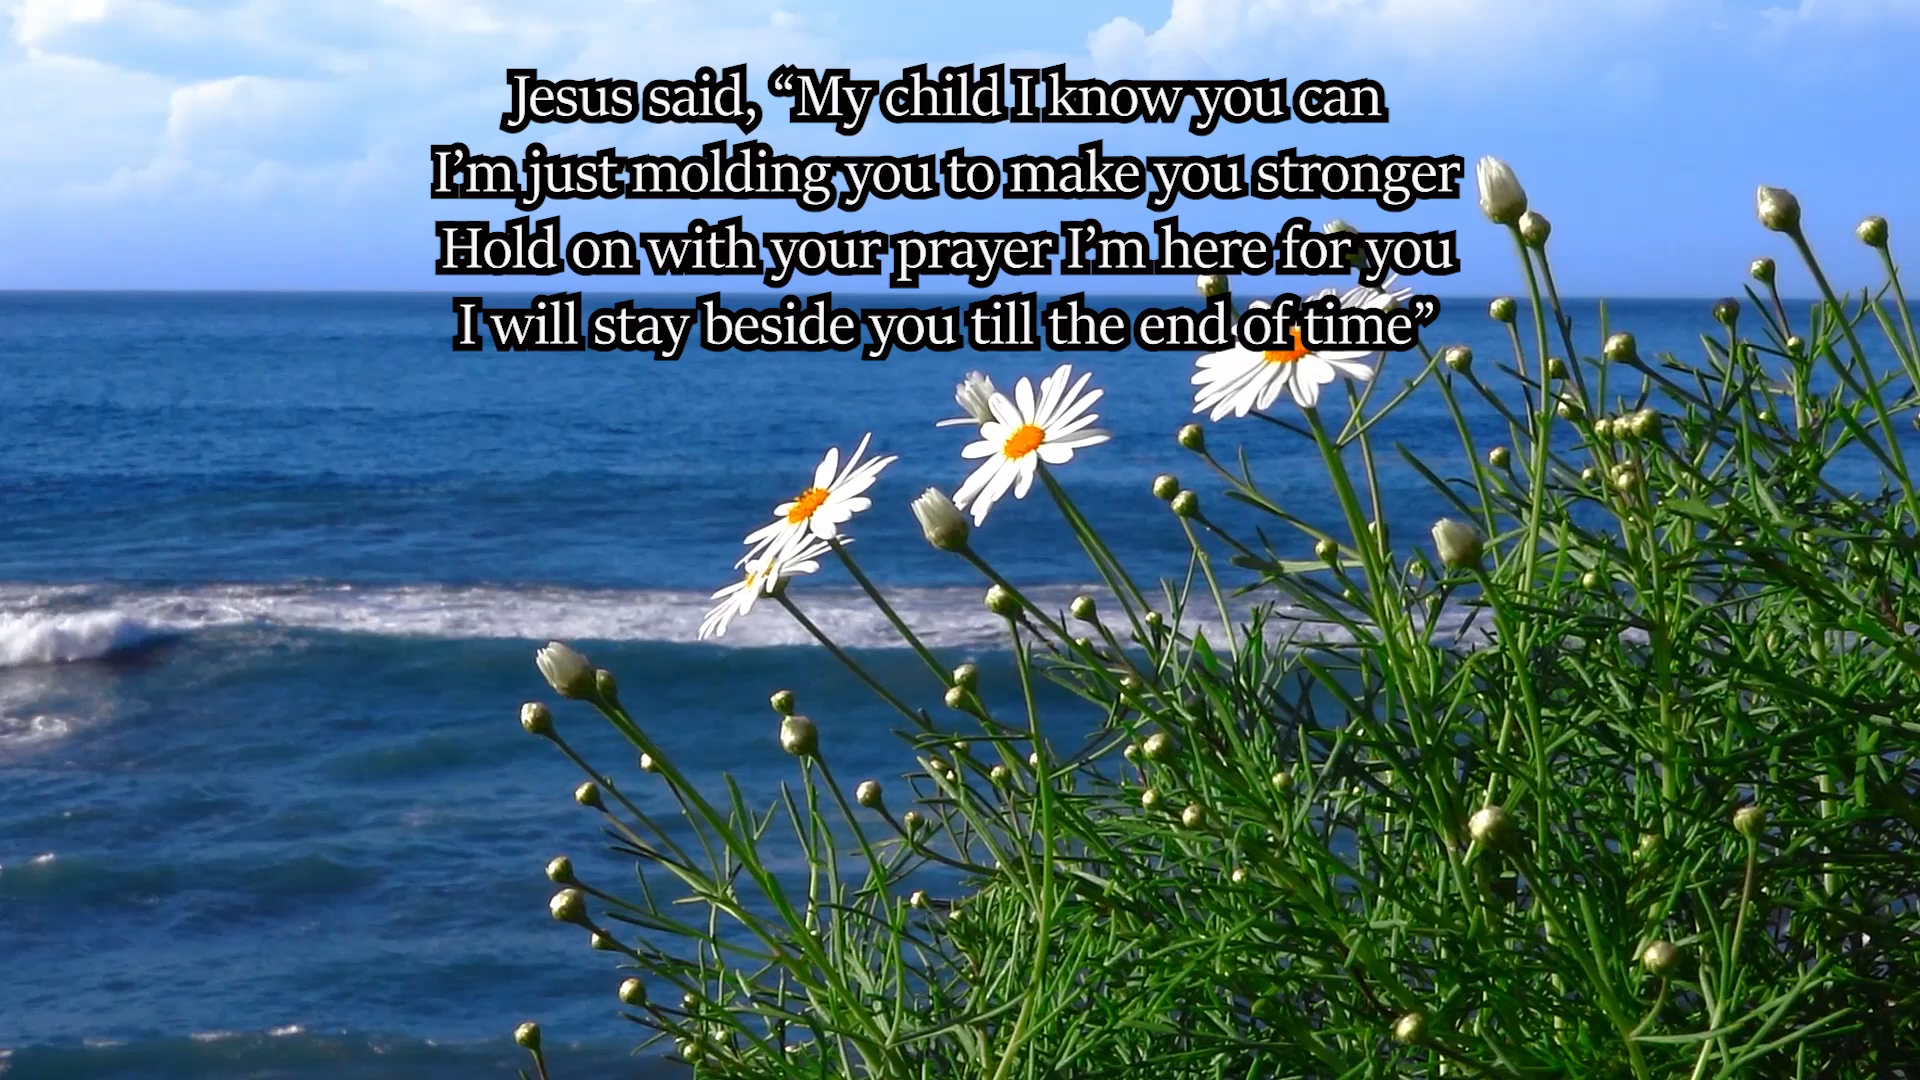 Jesus said, “My child I know you can
I’m just molding you to make you stronger
Hold on with your prayer I’m here for you
I will stay beside you till the end of time”